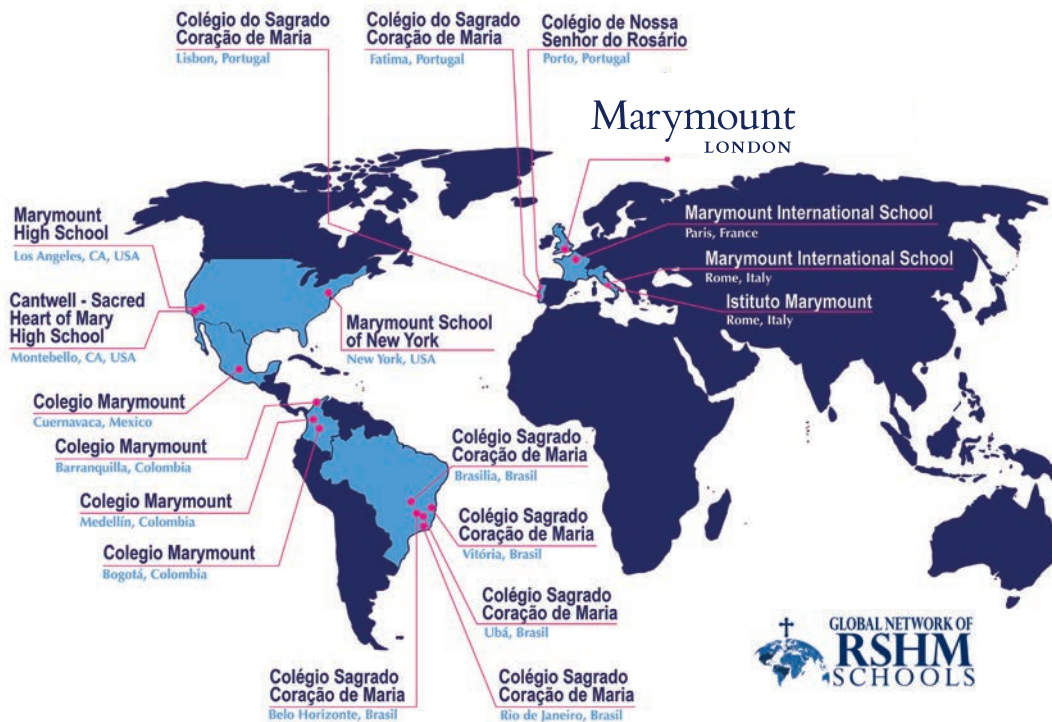 Colégio do Sagrado
Coração de Maria
Lisbon, Portugal
Colégio do Sagrado
Coração de Maria
Fatima, Portugal
Colégio de Nossa
Senhor do Rosário
Porto, Portugal
Marymount
LONDON
Marymount International School
Paris, France
Marymount International School
Rome, Italy
Istituto Marymount
Rome, Italy
Marymount
High School
Los Angeles, CA, USA
Cantwell - Sacred
Heart of Mary
High School
Montebello, CA, USA
Marymount School
of New York
New York, USA
Colegio Marymount
Cuernavaca, Mexico
Colegio Marymount
Barranquilla, Colombia
Colegio Marymount
Medellín, Colombia
Colegio Marymount
Bogotá, Colombia
Colégio Sagrado
Coração de Maria
Brasilia, Brasil
Colégio Sagrado
Coração de Maria
Vitória, Brasil
Colégio Sagrado
Coração de Maria
Ubá, Brasil
Colégio Sagrado
Coração de Maria
Belo Horizonte, Brasil
Colégio Sagrado
Coração de Maria
Rio de Janeiro, Brasil
GLOBAL NETWORK OF
RSHM
SCHOOLS